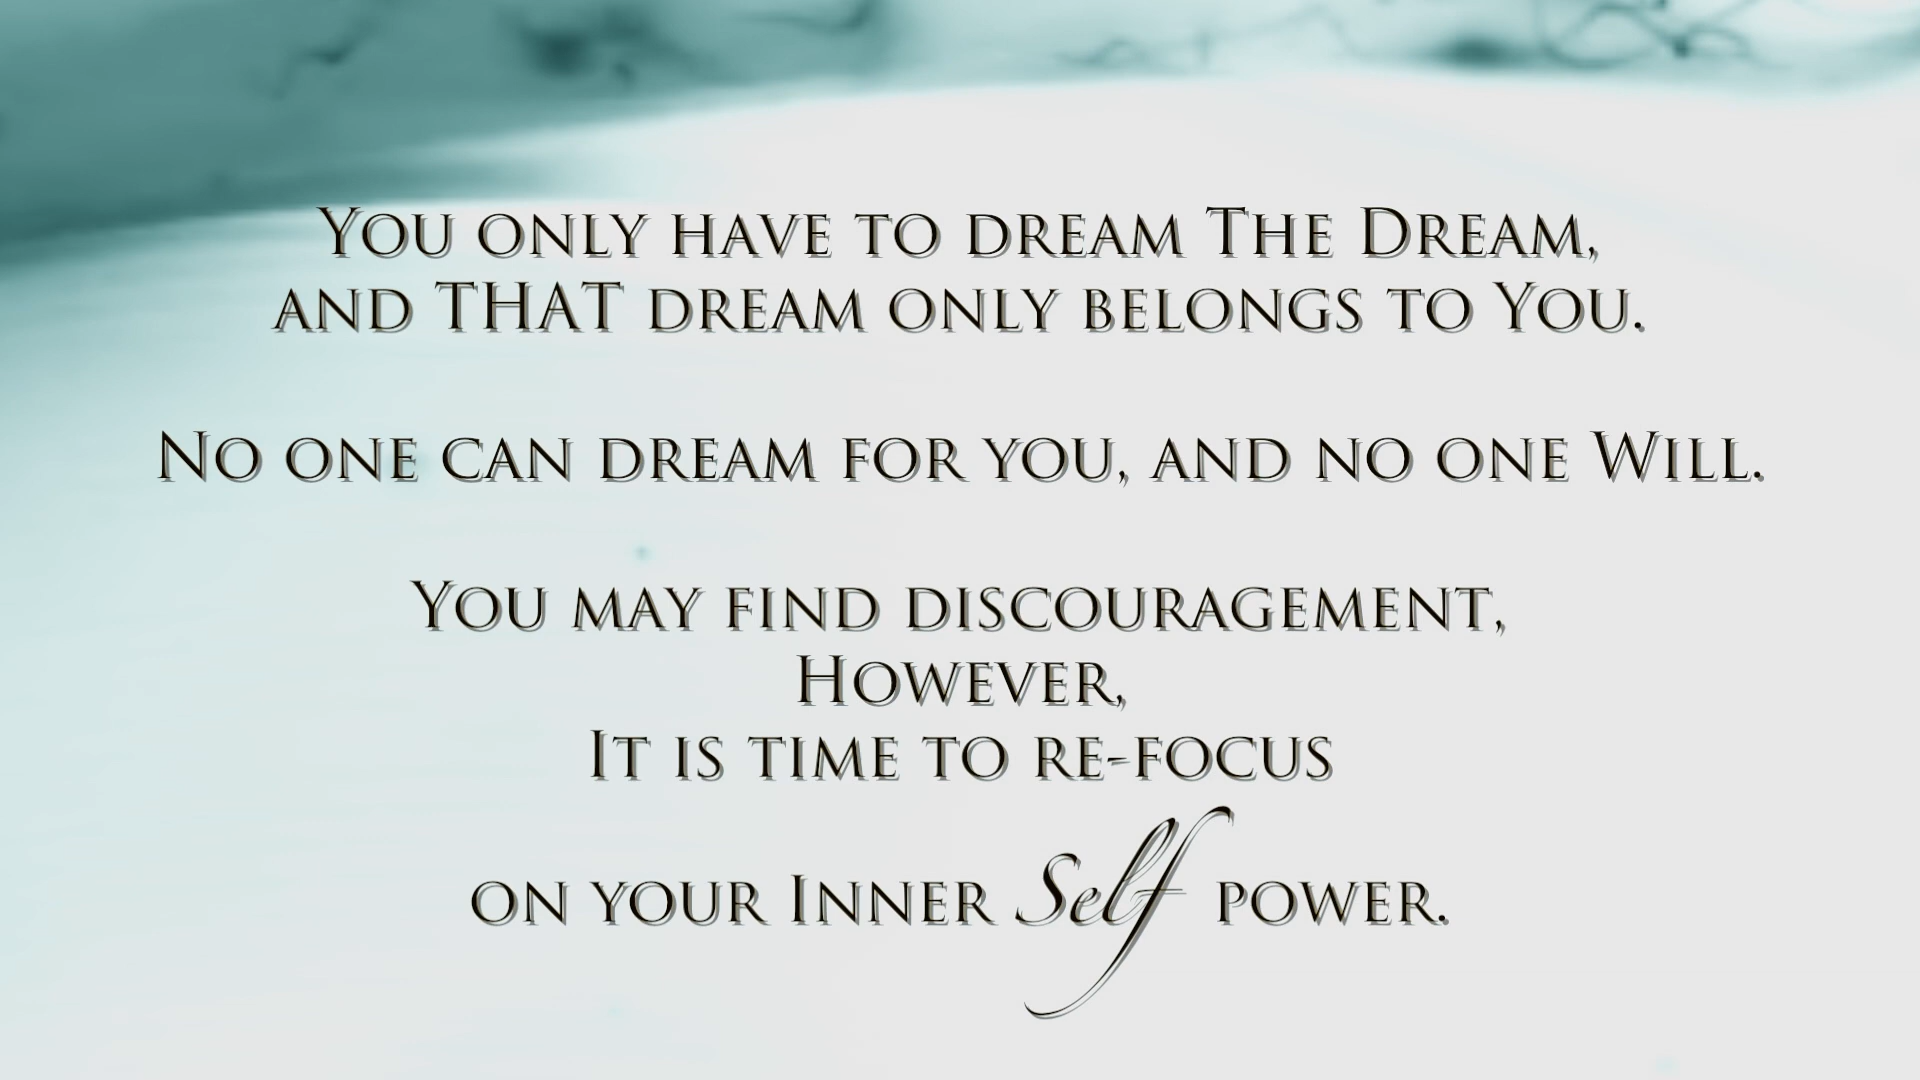 You only have to dream The Dream,
and THAT dream only belongs to You.
No one can dream for you, and no one Will.
You may find discouragement,
However,
It is time to re-focus
on your Inner Self power.